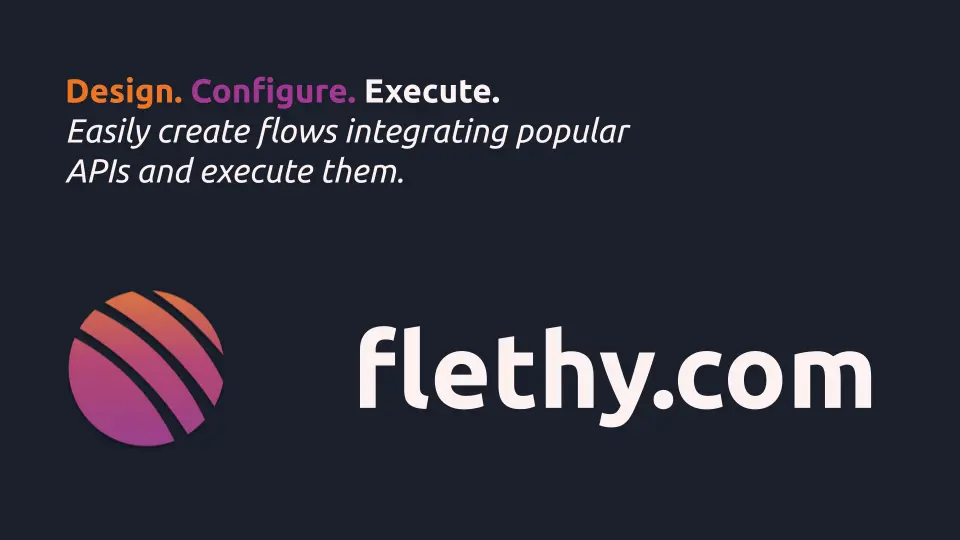 Design. Configure. Execute.
Easily create flows integrating popular
APIs and execute them.
flethy.com